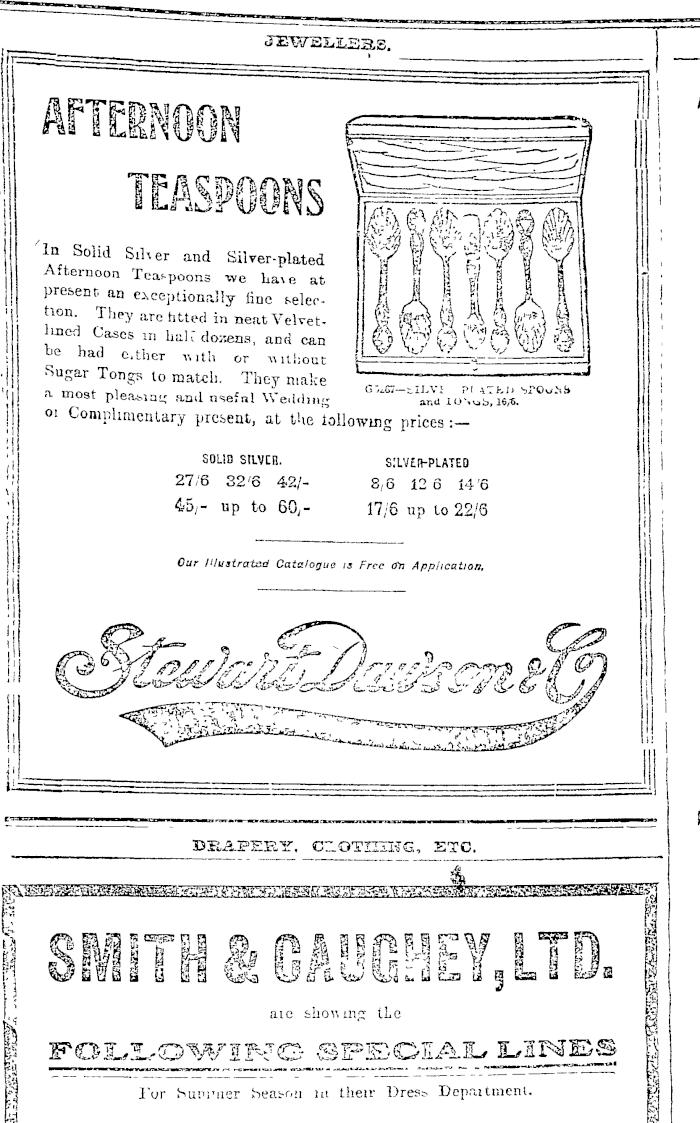 JEWELLERS.
AFTERNOON
TEASPOONS
In Solid Silver and Silver-plated
Afternoon Teaspoons we have at
present an exceptionally fine selec-
tion. They are fitted in neat Velvet-
lined Cases in half dozens, and can
be had either with or without
Sugar Tongs to match. They make
a most pleasing and useful Wedding
or Complimentary present, at the following prices :—
SILVER PLATED SPOONS
and TONGS, 16/6.
SOLID SILVER.
27/6 32/6 42/-
45/- up to 60/-
SILVER-PLATED
8/6 12/6 14/6
17/6 up to 22/6
Our Illustrated Catalogue is Free on Application.
Stewart Dawson & Co
DRAPERY, CLOTHING, ETC.
SMITH & CAUGHEY, LTD.
are showing the
FOLLOWING SPECIAL LINES
For Summer Season in their Dress Department.